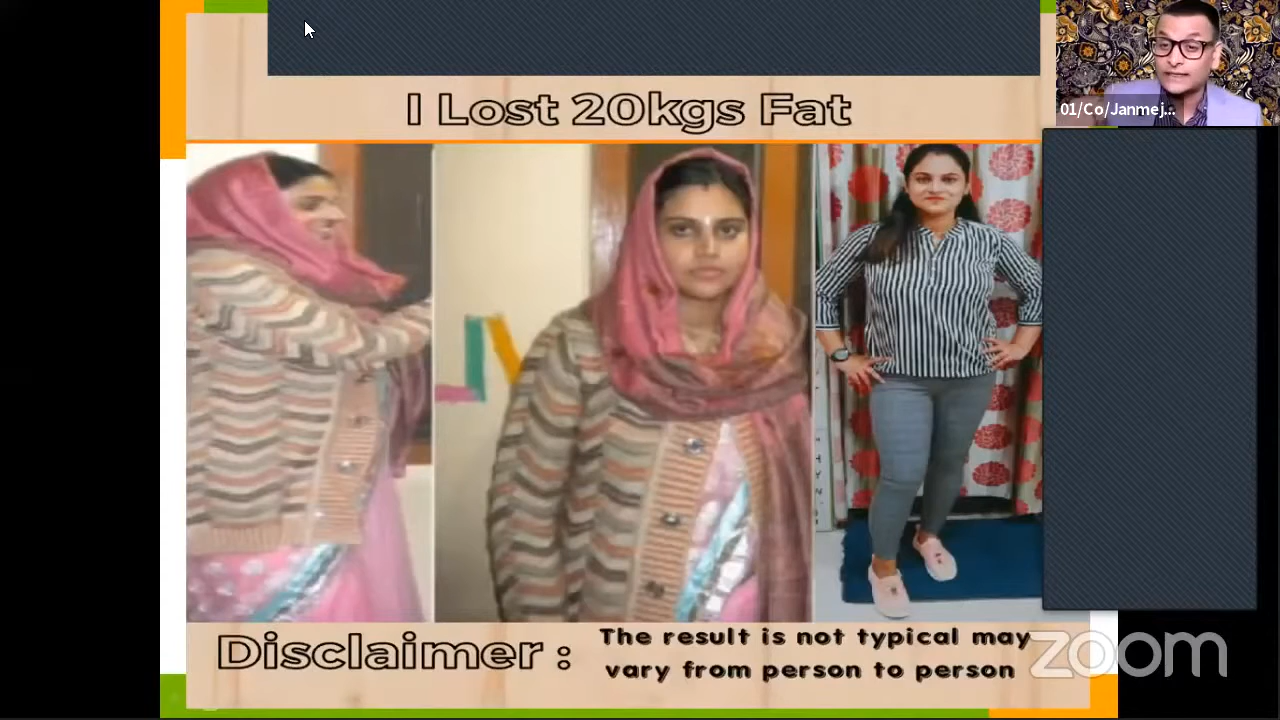 01/Co/Janmej...
I Lost 20kgs Fat
Disclaimer :
The result is not typical may
vary from person to person
zoom